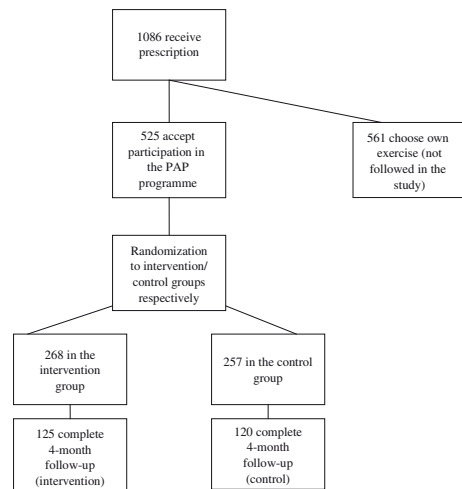 1086 receive
prescription
525 accept
participation in
the PAP
programme
561 choose own
exercise (not
followed in the
study)
Randomization
to intervention/
control groups
respectively
268 in the
intervention
group
257 in the control
group
125 complete
4-month
follow-up
(intervention)
120 complete
4-month
follow-up
(control)